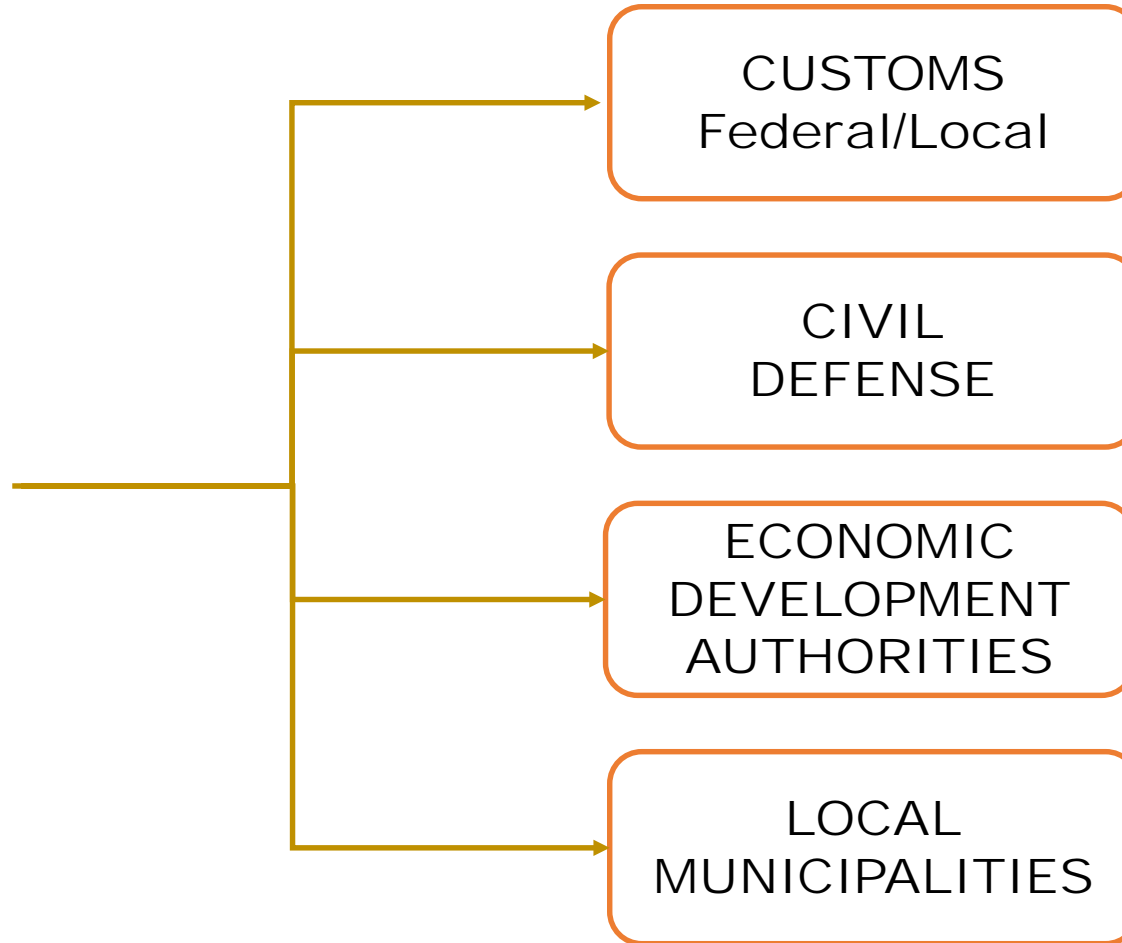 CUSTOMS
Federal/Local
CIVIL
DEFENSE
ECONOMIC
DEVELOPMENT
AUTHORITIES
LOCAL
MUNICIPALITIES